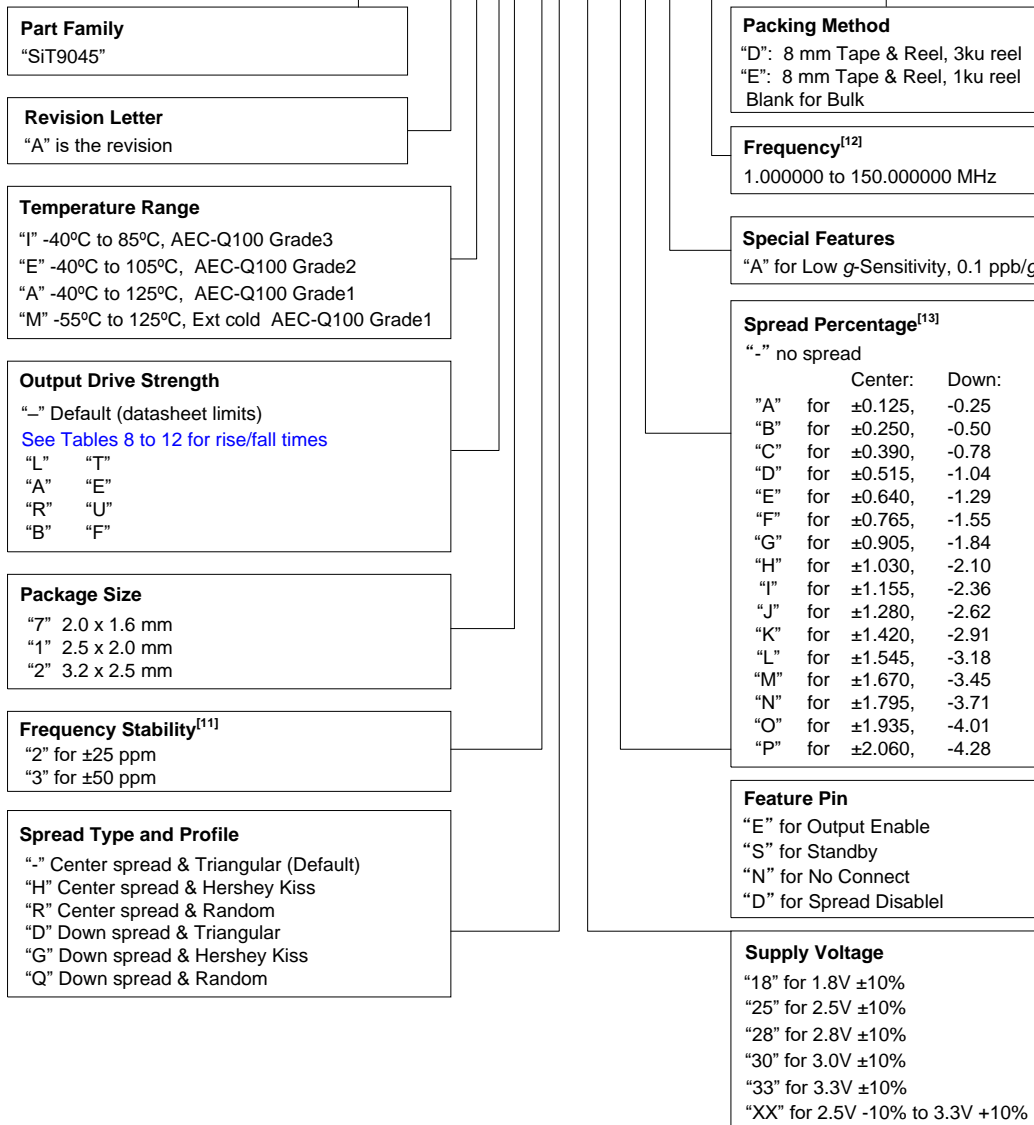 Part Family
“SiT9045”
Revision Letter
“A” is the revision
Temperature Range
“I” -40ºC to 85ºC, AEC-Q100 Grade3
“E” -40ºC to 105ºC, AEC-Q100 Grade2
“A” -40ºC to 125ºC, AEC-Q100 Grade1
“M” -55ºC to 125ºC, Ext cold AEC-Q100 Grade1
Output Drive Strength
“–” Default (datasheet limits)
See Tables 8 to 12 for rise/fall times
“L” “T”
“A” “E”
“R” “U”
“B” “F”
Package Size
“7” 2.0 x 1.6 mm
“1” 2.5 x 2.0 mm
“2” 3.2 x 2.5 mm
Frequency Stability[11]
“2” for ±25 ppm
“3” for ±50 ppm
Spread Type and Profile
“-” Center spread & Triangular (Default)
“H” Center spread & Hershey Kiss
“R” Center spread & Random
“D” Down spread & Triangular
“G” Down spread & Hershey Kiss
“Q” Down spread & Random
Packing Method
“D”: 8 mm Tape & Reel, 3ku reel
“E”: 8 mm Tape & Reel, 1ku reel
Blank for Bulk
Frequency[12]
1.000000 to 150.000000 MHz
Special Features
“A” for Low g-Sensitivity, 0.1 ppb/g
Spread Percentage[13]
“-” no spread
Center: Down:
”A” for ±0.125, -0.25
“B” for ±0.250, -0.50
“C” for ±0.390, -0.78
“D” for ±0.515, -1.04
“E” for ±0.640, -1.29
“F” for ±0.765, -1.55
“G” for ±0.905, -1.84
“H” for ±1.030, -2.10
“I” for ±1.155, -2.36
“J” for ±1.280, -2.62
“K” for ±1.420, -2.91
“L” for ±1.545, -3.18
“M” for ±1.670, -3.45
“N” for ±1.795, -3.71
“O” for ±1.935, -4.01
“P” for ±2.060, -4.28
Feature Pin
“E” for Output Enable
“S” for Standby
“N” for No Connect
“D” for Spread Disablel
Supply Voltage
“18” for 1.8V ±10%
“25” for 2.5V ±10%
“28” for 2.8V ±10%
“30” for 3.0V ±10%
“33” for 3.3V ±10%
“XX” for 2.5V -10% to 3.3V +10%